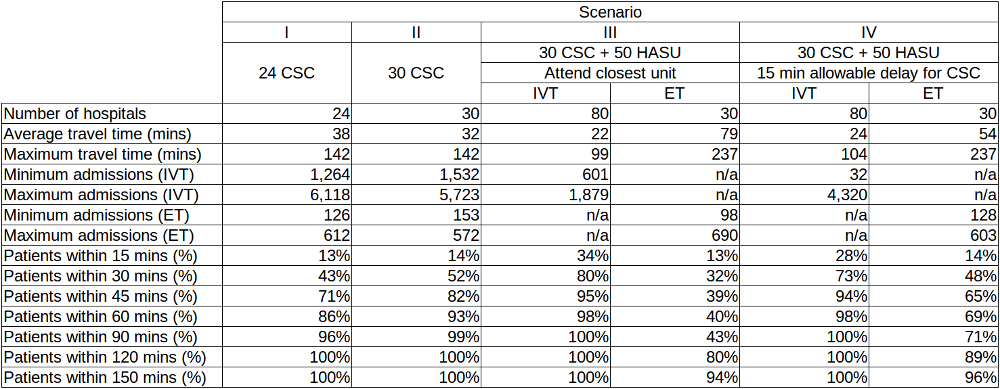 Scenario
I II III IV
24 CSC 30 CSC 30 CSC + 50 HASU 30 CSC + 50 HASU
Attend closest unit 15 min allowable delay for CSC
IVT ET IVT ET
Number of hospitals 24 30 80 30 80 30
Average travel time (mins) 38 32 22 79 24 54
Maximum travel time (mins) 142 142 99 237 104 237
Minimum admissions (IVT) 1,264 1,532 601 n/a 32 n/a
Maximum admissions (IVT) 6,118 5,723 1,879 n/a 4,320 n/a
Minimum admissions (ET) 126 153 n/a 98 n/a 128
Maximum admissions (ET) 612 572 n/a 690 n/a 603
Patients within 15 mins (%) 13% 14% 34% 13% 28% 14%
Patients within 30 mins (%) 43% 52% 80% 32% 73% 48%
Patients within 45 mins (%) 71% 82% 95% 39% 94% 65%
Patients within 60 mins (%) 86% 93% 98% 40% 98% 69%
Patients within 90 mins (%) 96% 99% 100% 43% 100% 71%
Patients within 120 mins (%) 100% 100% 100% 80% 100% 89%
Patients within 150 mins (%) 100% 100% 100% 94% 100% 96%